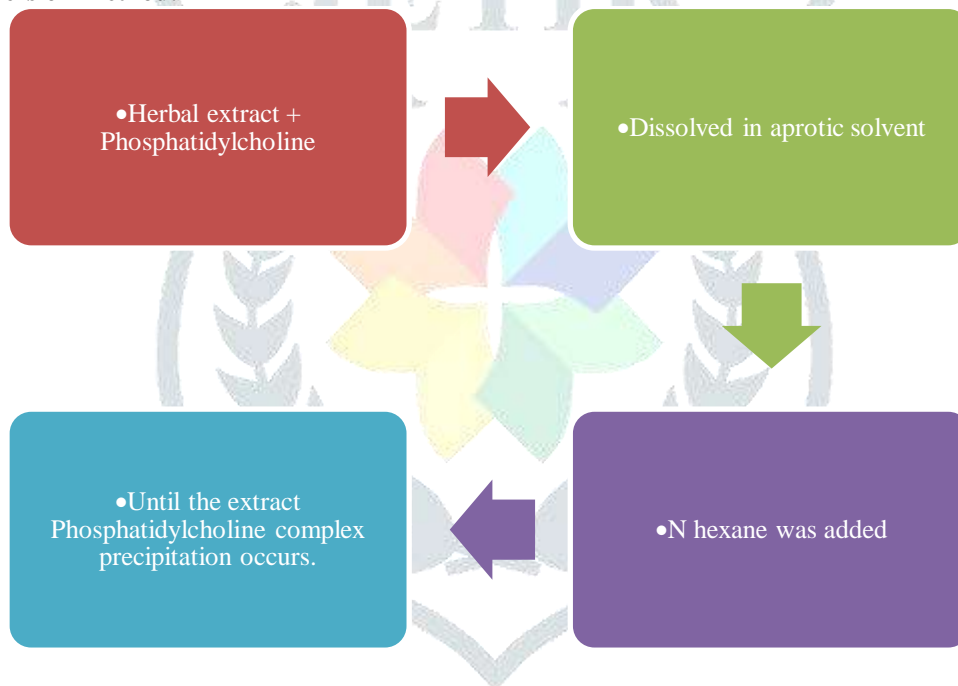 •Herbal extract +
Phosphatidylcholine
•Dissolved in aprotic solvent
•Until the extract
Phosphatidylcholine complex
precipitation occurs.
•N hexane was added